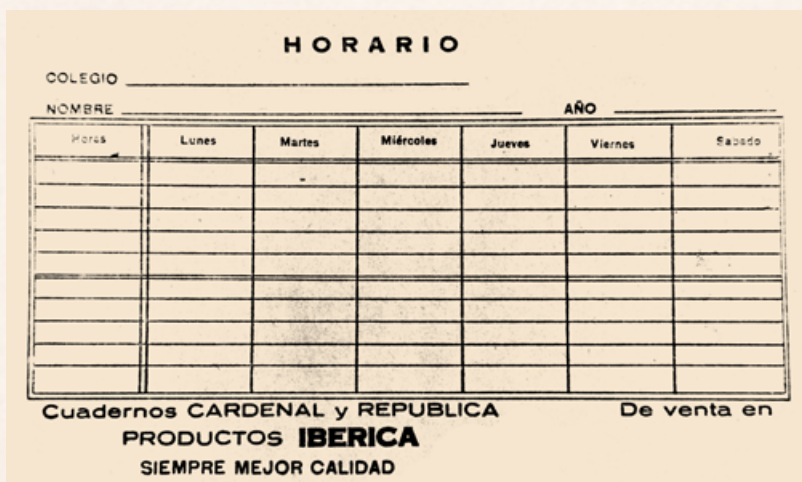 HORARIO
COLEGIO
NOMBRE AÑO
Horas Lunes Martes Miércoles Jueves Viernes Sabado
Cuadernos CARDENAL y REPUBLICA De venta en
PRODUCTOS IBERICA
SIEMPRE MEJOR CALIDAD